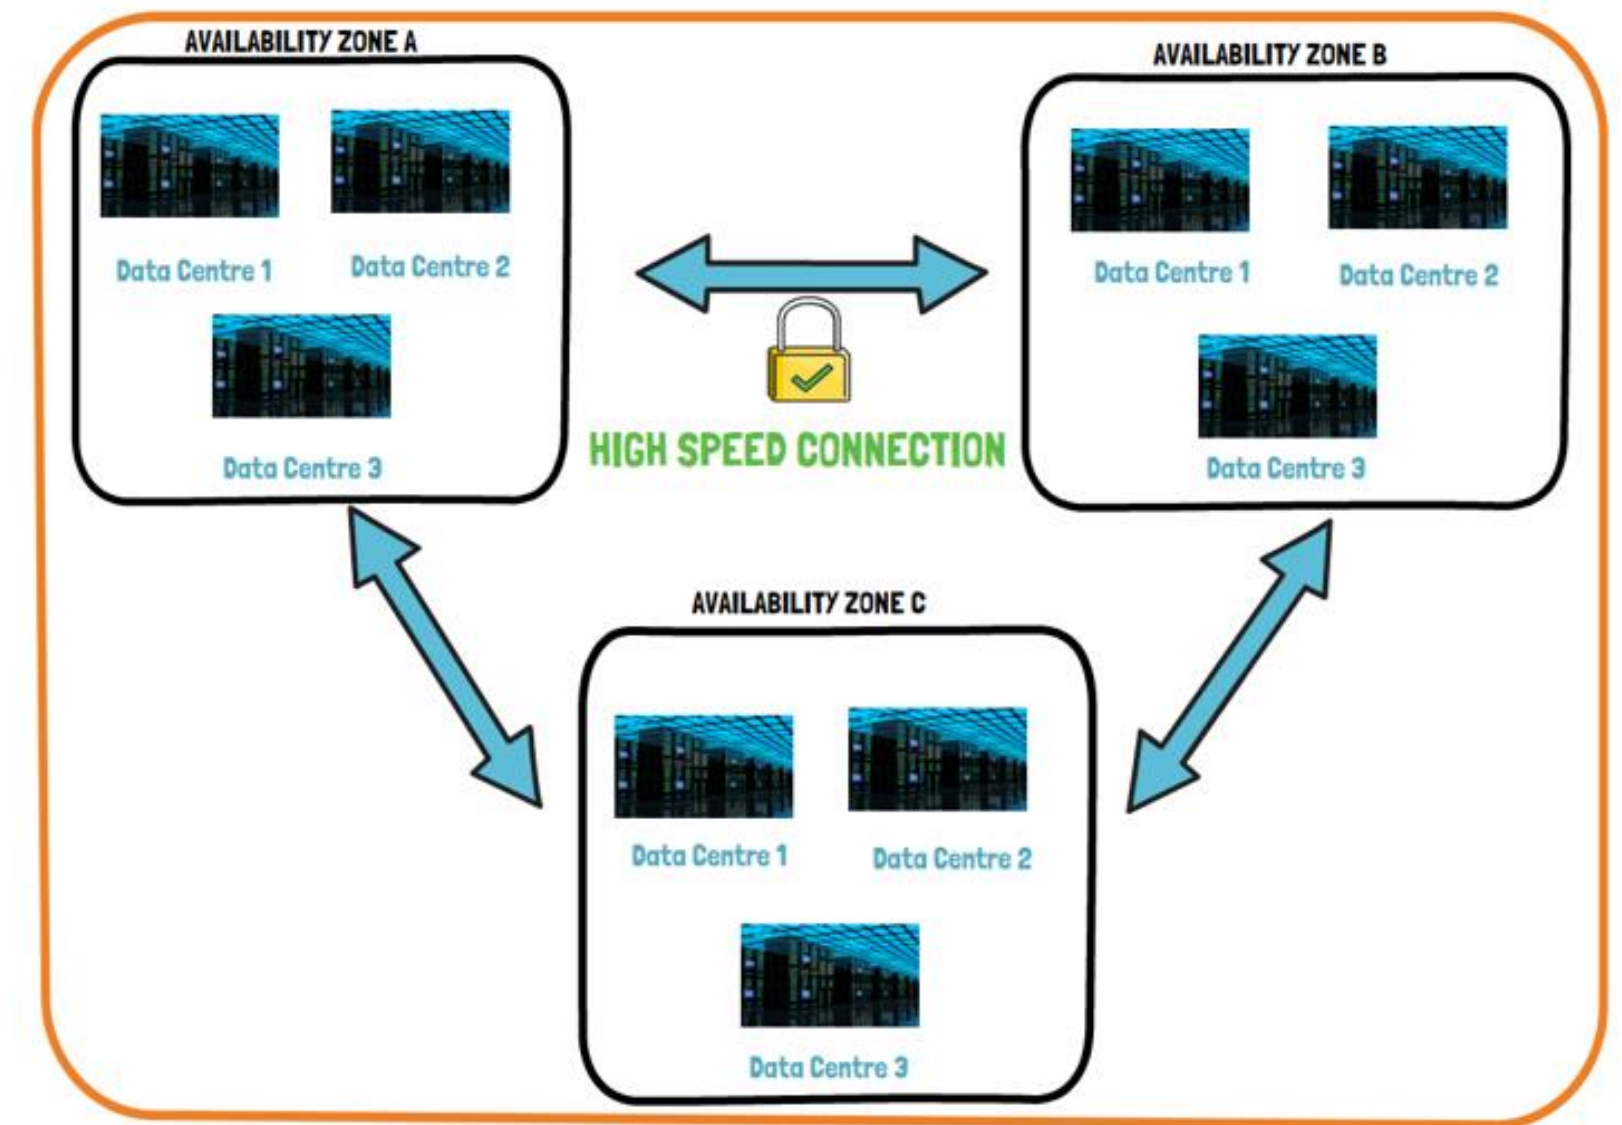 AVAILABILITY ZONE A
AVAILABILITY ZONE B
Data Centre 1
Data Centre 2
Data Centre 3
Data Centre 1
Data Centre 2
Data Centre 3
HIGH SPEED CONNECTION
AVAILABILITY ZONE C
Data Centre 1
Data Centre 2
Data Centre 3